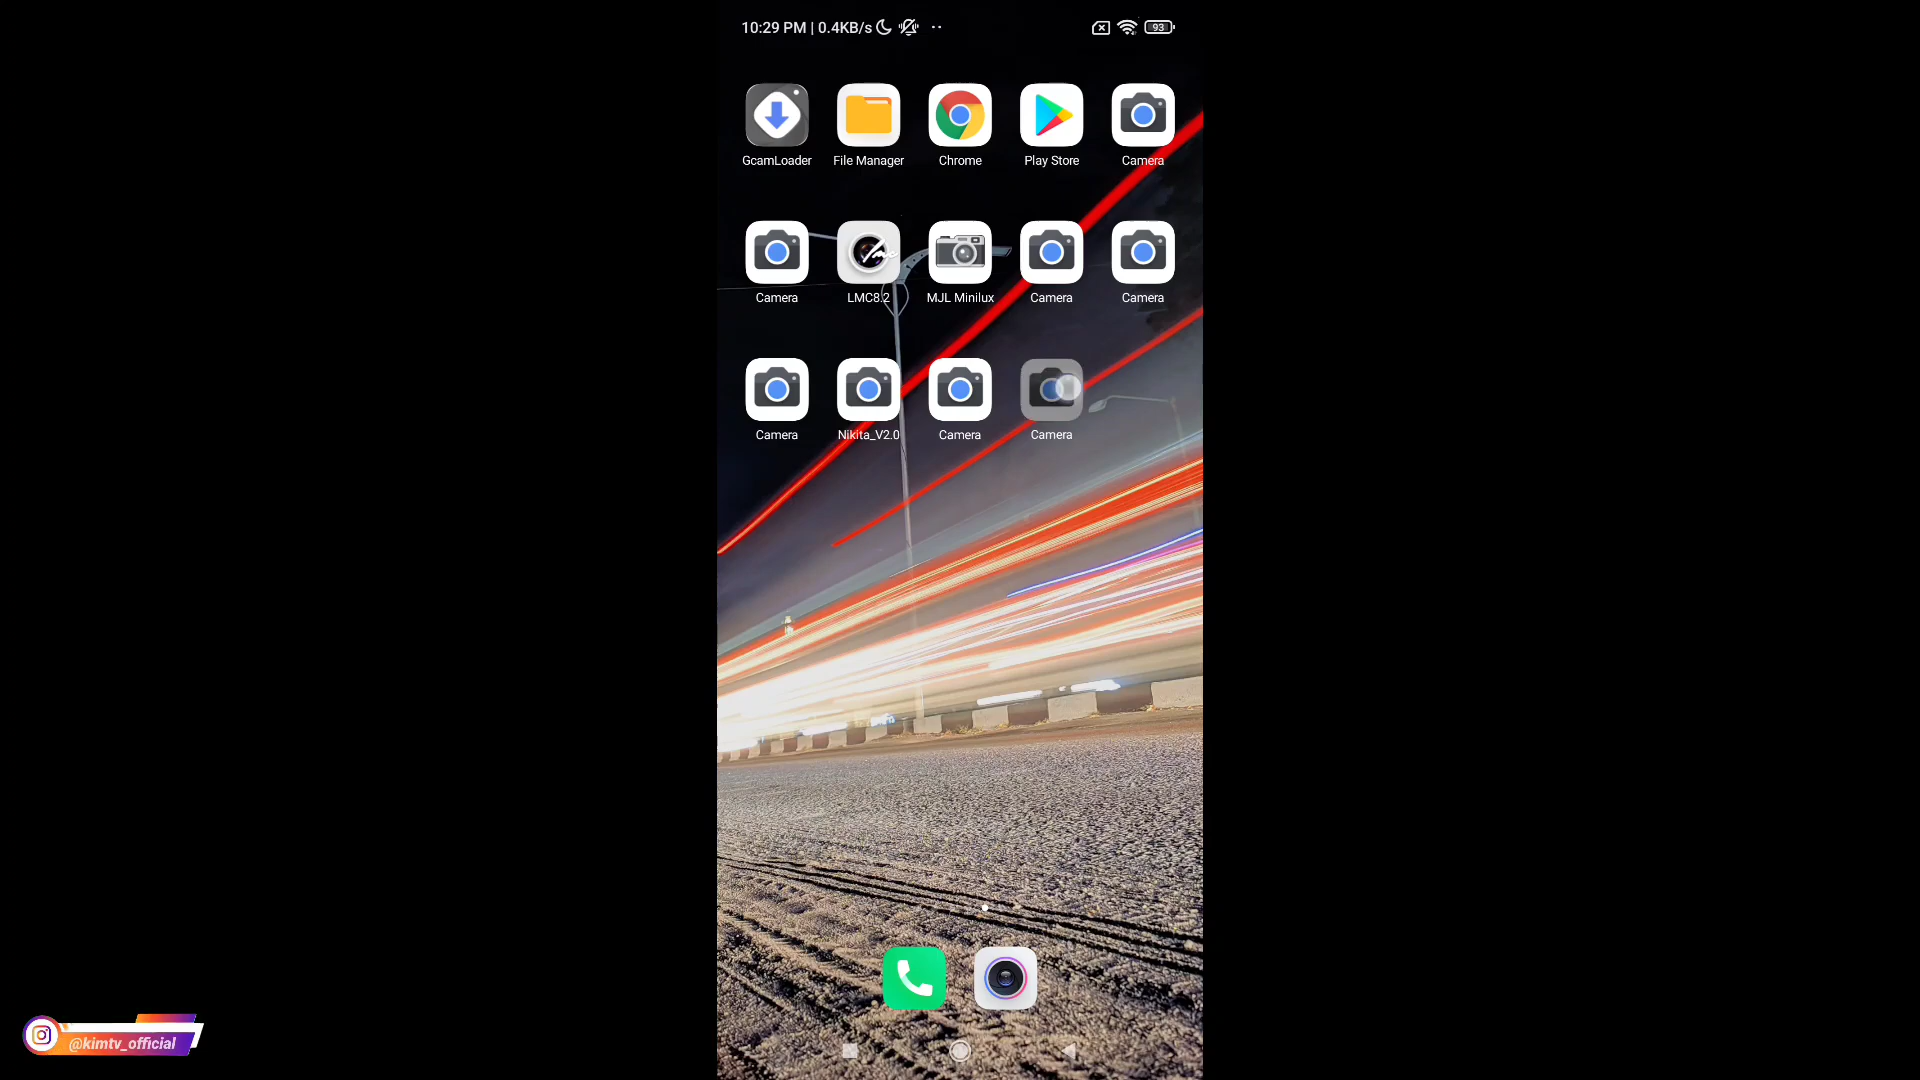 10:29 PM | 0.4KB/s
93
GcamLoader
File Manager
Chrome
Play Store
Camera
Camera
LMC8.2
MJL Minilux
Camera
Camera
Camera
Nikita_V2.0
Camera
Camera
@kimtv_official